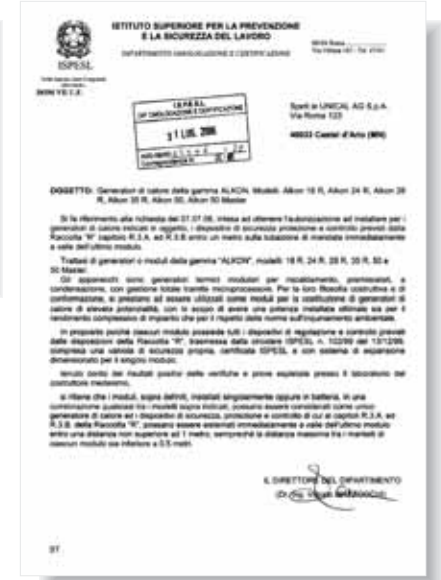 ISTITUTO SUPERIORE PER LA PREVENZIONE
E LA SICUREZZA DEL LAVORO
DIPARTIMENTO OMOLOGAZIONE E CERTIFICAZIONE
ISPESL
I.S.P.E.S.L.
DIP. OMOLOGAZIONE E CERTIFICAZIONE
31 LUG. 2006
Spett.le UNICAL AG S.p.A.
Via Roma 123
46033 Castel d'Ario (MN)
OGGETTO: Generatori di calore della gamma ALKON. Modelli: Alkon 18 R, Alkon 24 R, Alkon 28
R, Alkon 35 R, Alkon 50, Alkon 50 Master
Si fa riferimento alla richiesta del 07.07.06, intesa ad ottenere l'autorizzazione ad installare per i
generatori di calore indicati in oggetto, i dispositivi di sicurezza protezione e controllo previsti dalla
Raccolta "R" capitolo R.3.A. ed R.3.B entro un metro sulla tubazione di mandata immediatamente
a valle dell'ultimo modulo.
Trattasi di generatori o moduli della gamma "ALKON", modelli: 18 R, 24 R, 28 R, 35 R, 50 e
50 Master.
Gli apparecchi sono generatori termici modulari per riscaldamento, premiscelati, a
condensazione, con gestione totale tramite microprocessore. Per la loro filosofia costruttiva e di
conformazione, si prestano ad essere utilizzati come moduli per la costituzione di generatori di
calore di elevata potenzialità, con lo scopo di avere una potenza installata ottimale sia per il
rendimento complessivo di impianto che per il rispetto delle norme sull'inquinamento ambientale.
In proposito poiché ciascun modulo possiede tutti i dispositivi di regolazione e controllo previsti
dalle disposizioni della Raccolta "R", trasmessa dalla circolare ISPESL n. 102/99 del 13/12/99,
compresa una valvola di sicurezza propria, certificata ISPESL e con sistema di espansione
dimensionato per il singolo modulo;
tenuto conto dei risultati positivi delle verifiche e prove espletate presso il laboratorio del
costruttore medesimo,
si ritiene che i moduli, sopra definiti, installati singolarmente oppure in batteria, in una
combinazione qualsiasi tra i modelli sopra indicati, possano essere considerati come unico
generatore di calore ed i dispositivi di sicurezza, protezione e controllo di cui ai capitoli R.3.A. ed
R.3.B. della Raccolta "R", possano essere sistemati immediatamente a valle dell'ultimo modulo
entro una distanza non superiore ad 1 metro, sempreché la distanza massima tra i mantelli di
ciascun modulo sia inferiore a 0.5 metri.
IL DIRETTORE DEL DIPARTIMENTO